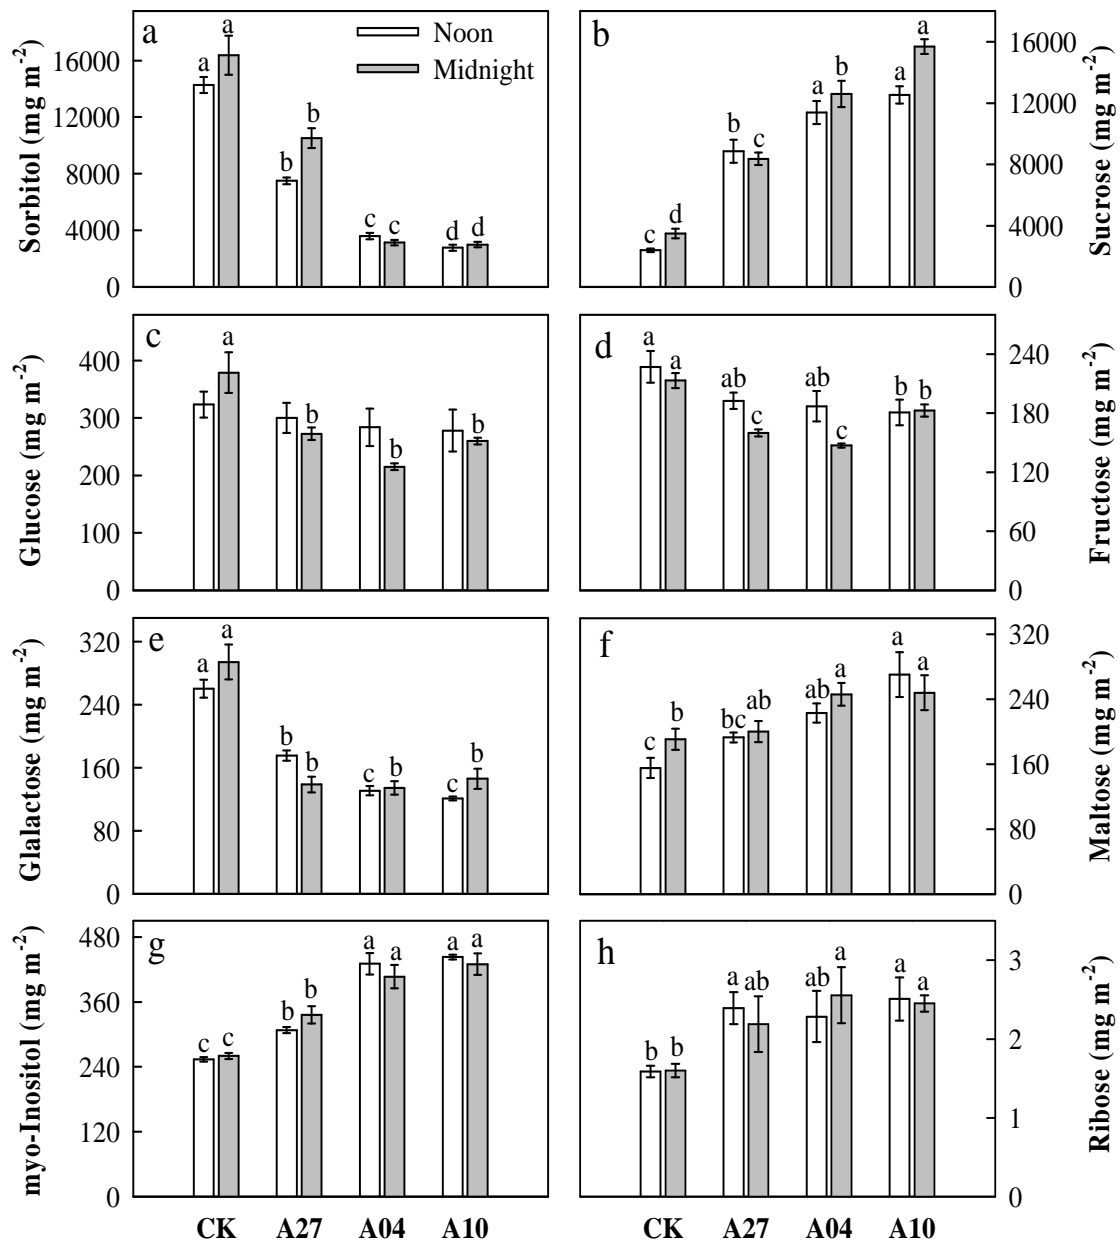 a
Noon
Midnight
Sorbitol (mg m-2)
16000
12000
8000
4000
0
a a b b c c d d
b
Sucrose (mg m-2)
16000
12000
8000
4000
0
c d b c a b a a
c
Glucose (mg m-2)
400
300
200
100
0
a b b b
d
Fructose (mg m-2)
240
180
120
60
0
a a ab c ab c b b
e
Glalactose (mg m-2)
320
240
160
80
0
a a b b c b c b
f
Maltose (mg m-2)
320
240
160
80
0
c b bc ab ab a a a
g
myo-Inositol (mg m-2)
480
360
240
120
0
c c b b a a a a
h
Ribose (mg m-2)
3
2
1
0
b b a ab ab a a a
CK A27 A04 A10
CK A27 A04 A10